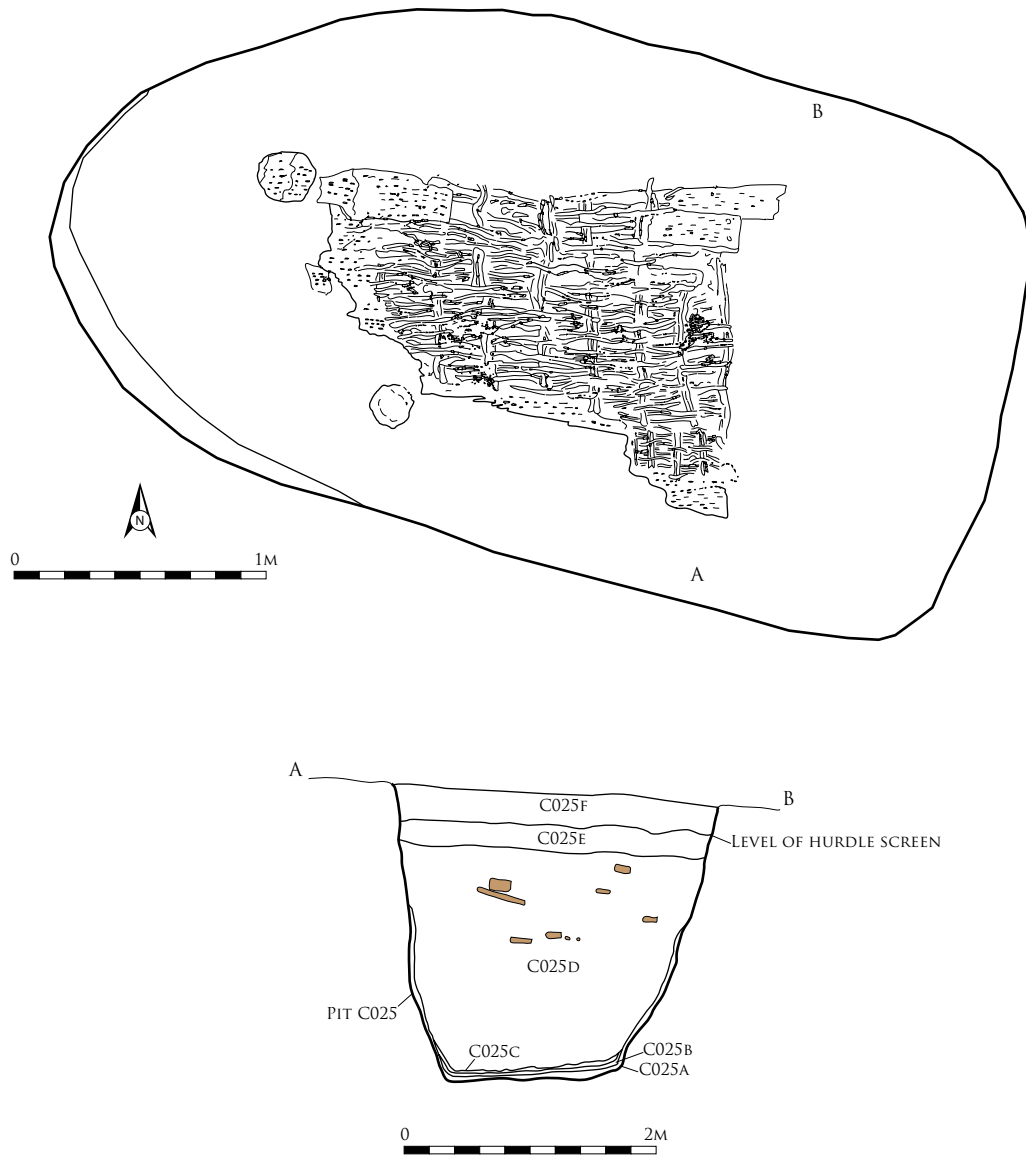 B
N
0 1M
A
A
B
C025F
C025E
LEVEL OF HURDLE SCREEN
C025D
PIT C025
C025C
C025B
C025A
0 2M